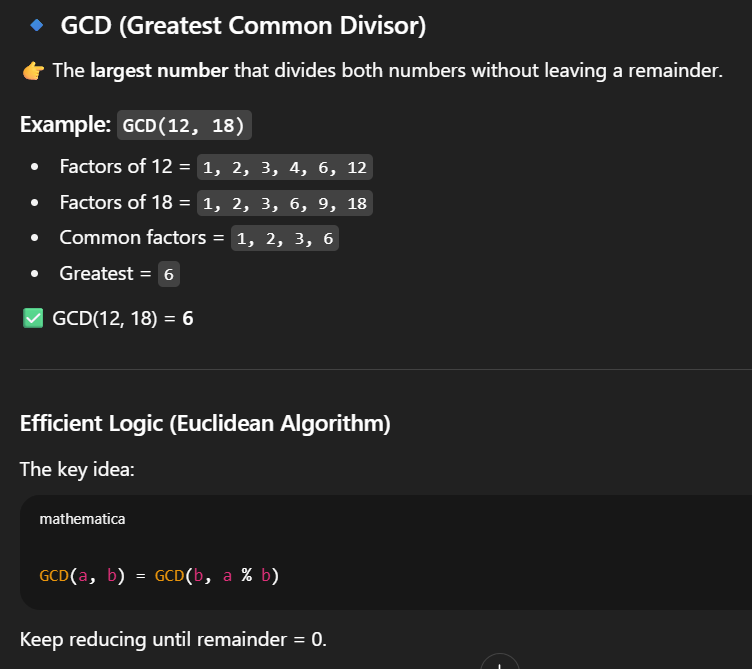 🔹 GCD (Greatest Common Divisor)
👉 The largest number that divides both numbers without leaving a remainder.
Example: GCD(12, 18)
• Factors of 12 = 1, 2, 3, 4, 6, 12
• Factors of 18 = 1, 2, 3, 6, 9, 18
• Common factors = 1, 2, 3, 6
• Greatest = 6
✅ GCD(12, 18) = 6
Efficient Logic (Euclidean Algorithm)
The key idea:
mathematica
GCD(a, b) = GCD(b, a % b)
Keep reducing until remainder = 0.